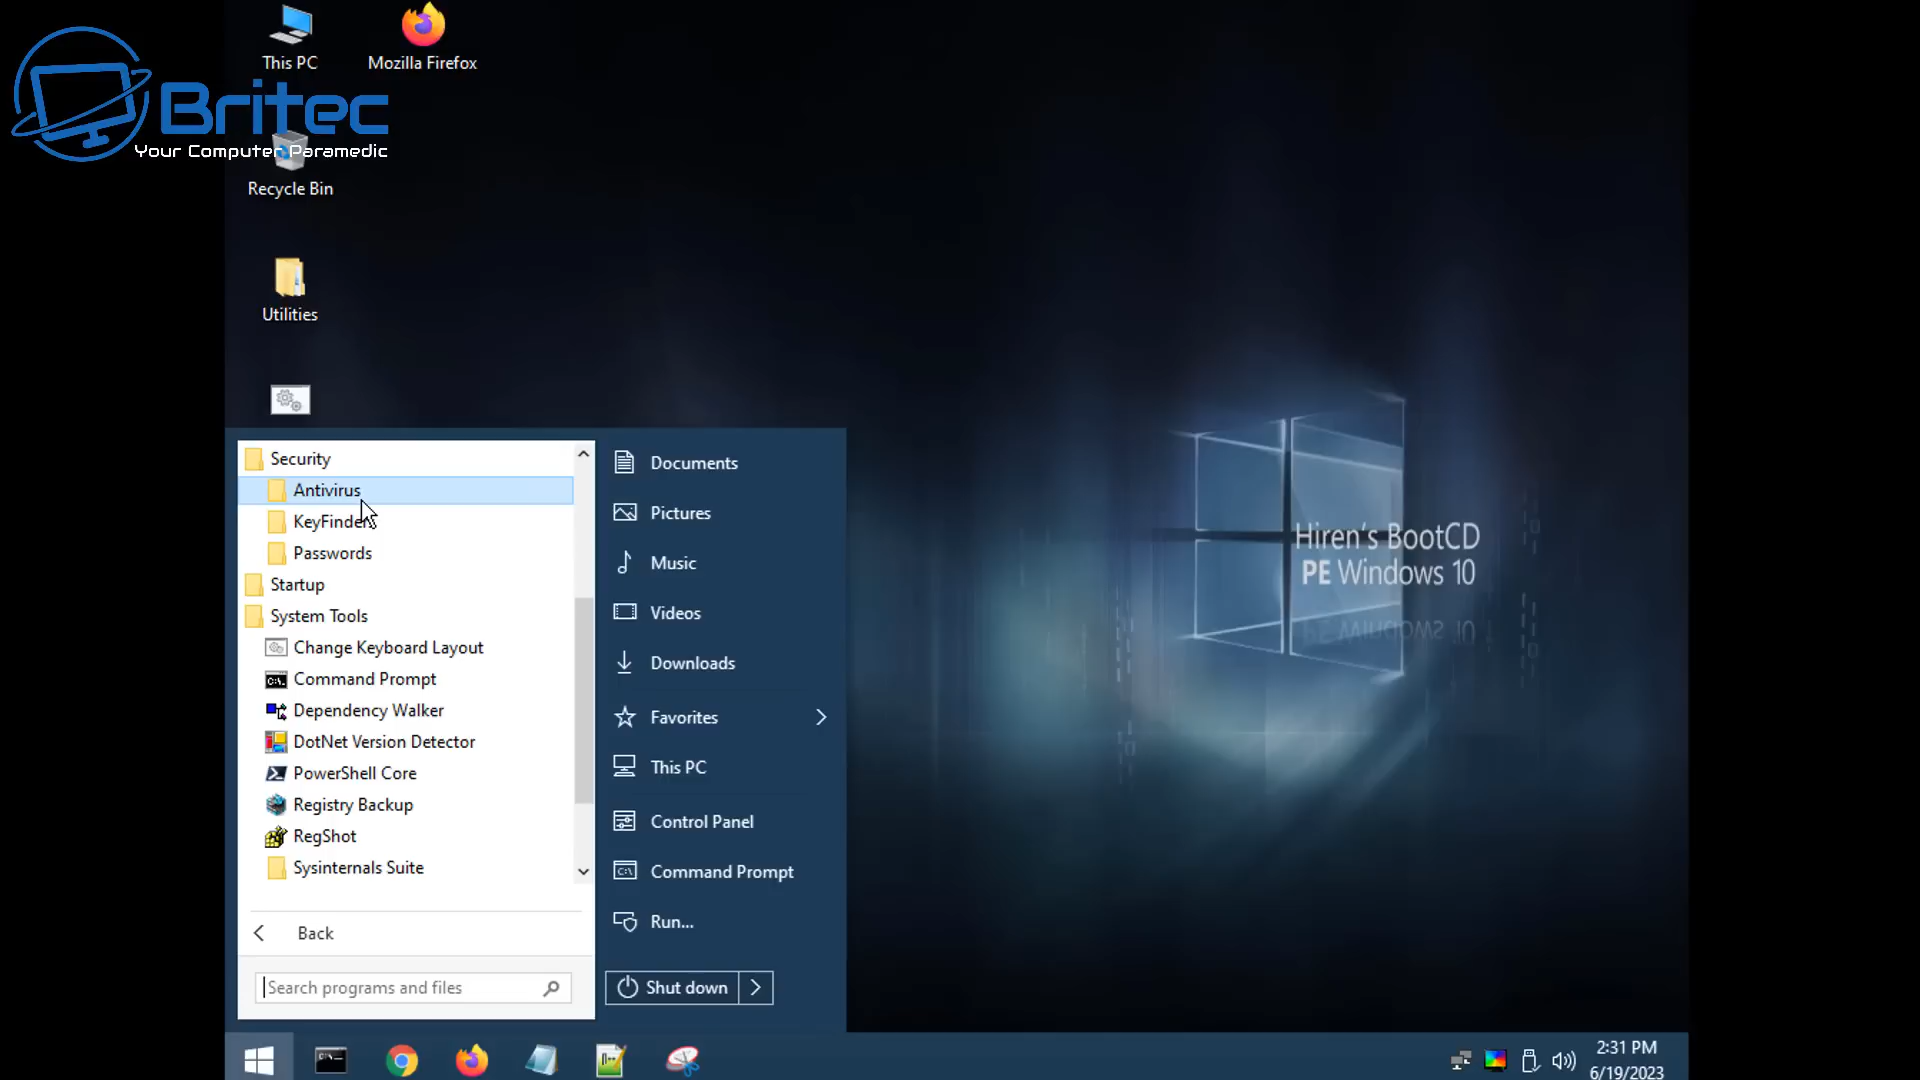 This PC
Mozilla Firefox
Britec
Your Computer Paramedic
Recycle Bin
Utilities
Security
Antivirus
KeyFinder
Passwords
Startup
System Tools
Change Keyboard Layout
Command Prompt
Dependency Walker
DotNet Version Detector
PowerShell Core
Registry Backup
RegShot
Sysinternals Suite
Back
Search programs and files
Documents
Pictures
Music
Videos
Downloads
Favorites
This PC
Control Panel
Command Prompt
Run...
Shut down
Hiren's BootCD
PE Windows 10
2:31 PM
6/19/2023